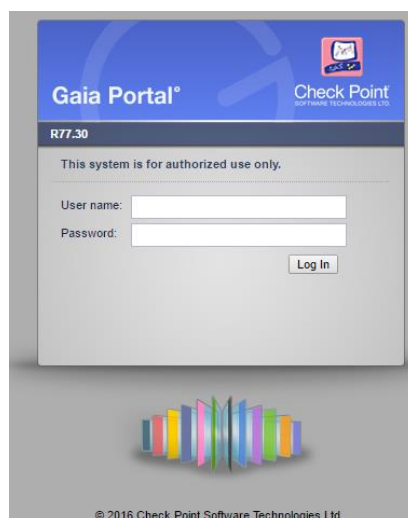 Gaia Portal°
Check Point
SOFTWARE TECHNOLOGIES LTD.
R77.30
This system is for authorized use only.
User name:
Password:
Log In
© 2016 Check Point Software Technologies Ltd